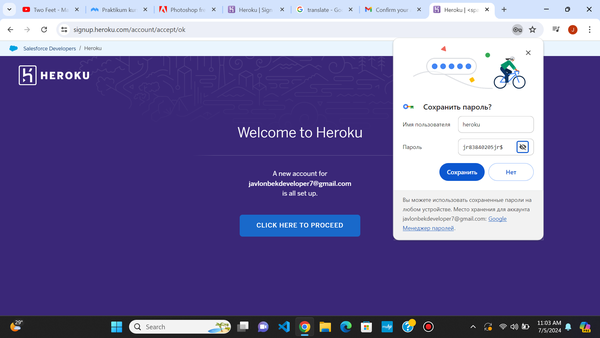 Two Feet - M
Praktikum ku
Photoshop fi
Heroku | Sign
translate - Go
Confirm your
Heroku |
signup.heroku.com/account/accept/ok
Salesforce Developers / Heroku
HEROKU
Welcome to Heroku
A new account for
javlonbekdeveloper7@gmail.com
is all set up.
CLICK HERE TO PROCEED
Сохранить пароль?
Имя пользователя heroku
Пароль jr83840205jr$
Сохранить Нет
Вы можете использовать сохраненные пароли на
любом устройстве. Место хранения для аккаунта
javlonbekdeveloper7@gmail.com: Google
Менеджер паролей.
29°
Search
11:03 AM
7/5/2024